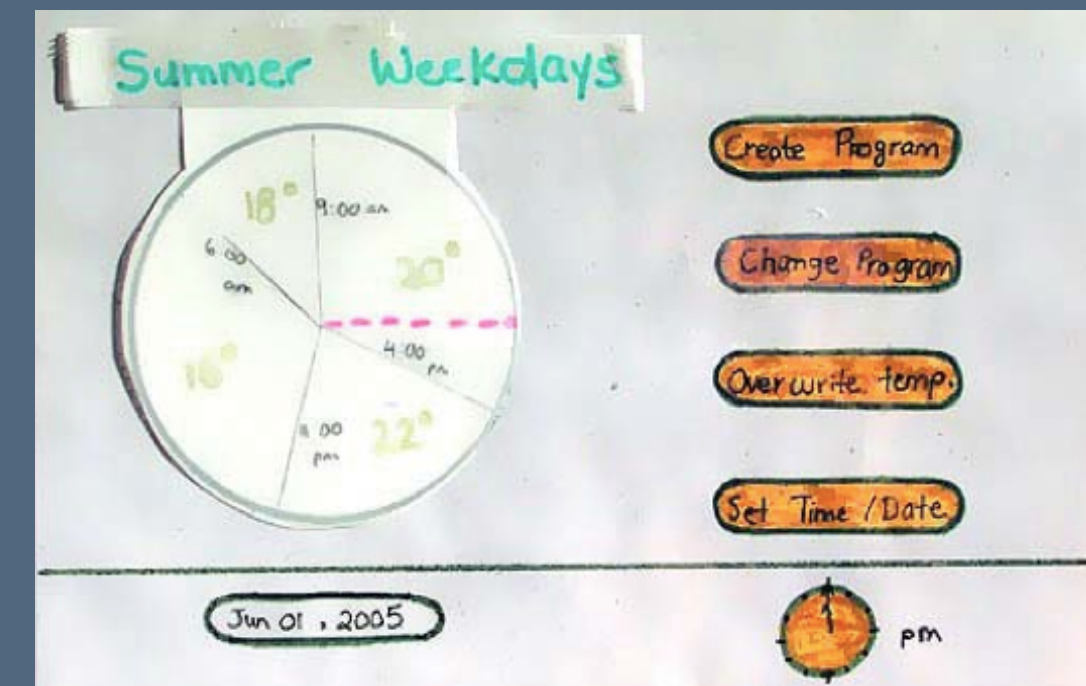 Summer Weekdays
18°
9:00 am
6:00
am
20°
4:00
pm
16°
11:00
pm
22°
Create Program
Change Program
Overwrite temp.
Set Time / Date
Jun 01, 2005
pm